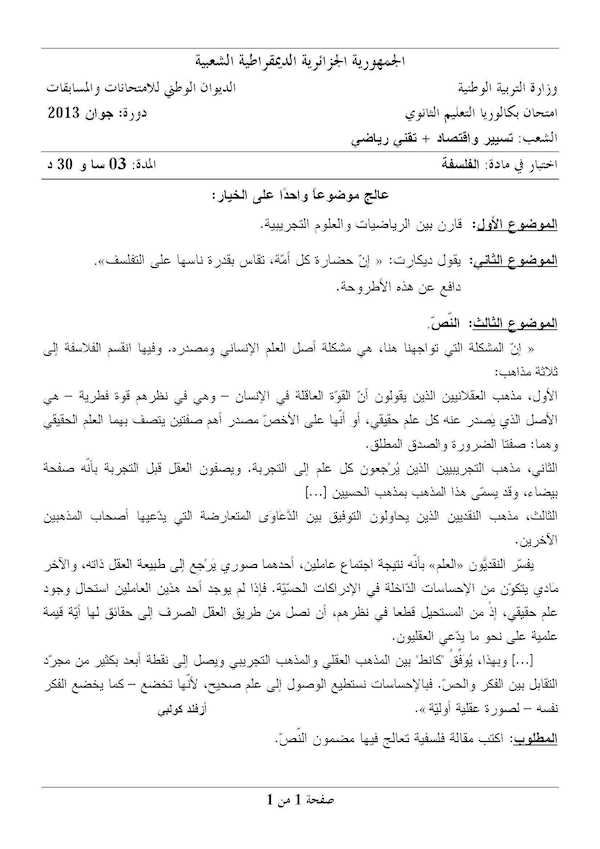 الجمهورية الجزائرية الديمقراطية الشعبية
وزارة التربية الوطنية الديوان الوطني للامتحانات والمسابقات
امتحان بكالوريا التعليم الثانوي دورة: جوان 2013
الشعب: تسيير واقتصاد + تقني رياضي
اختبار في مادة: الفلسفة المدة: 03 سا و 30 د
عالج موضوعاً واحدًا على الخيار:
الموضوع الأول: قارن بين الرياضيات والعلوم التجريبية.
الموضوع الثاني: يقول ديكارت: « إنّ حضارة كل أمّة، تقاس بقدرة ناسها على التفلسف».
دافع عن هذه الأطروحة.
الموضوع الثالث: النّصّ.
« إنّ المشكلة التي تواجهنا هنا، هي مشكلة أصل العلم الإنساني ومصدره. وفيها انقسم الفلاسفة إلى
ثلاثة مذاهب:
الأول، مذهب العقلانيين الذين يقولون أنّ القوّة العاقلة في الإنسان – وهي في نظرهم قوة فطرية – هي
الأصل الذي يَصدر عنه كل علم حقيقي، أو أنّها على الأخصّ مصدر أهم صفتين يتصف بهما العلم الحقيقي
وهما: صفتا الضرورة والصدق المطلق.
الثاني، مذهب التجريبيين الذين يُرْجعون كل علم إلى التجربة. ويصفون العقل قبل التجربة بأنّه صفحة
بيضاء، وقد يسمّى هذا المذهب بمذهب الحسيين [...]
الثالث، مذهب النقديين الذين يحاولون التوفيق بين الدّعَاوَى المتعارضة التي يدّعيها أصحاب المذهبين
الآخرين.
يفسّر النقديُّون «العلم» بأنّه نتيجة اجتماع عاملين، أحدهما صوري يَرْجع إلى طبيعة العقل ذاته، والآخر
مَادي يتكوّن من الإحساسات الدّاخلة في الإدراكات الحسّيّة. فإذا لم يوجد أحد هذين العاملين استحال وجود
علم حقيقي، إذْ من المستحيل قطعا في نظرهم، أن نصل من طريق العقل الصرف إلى حقائق لها أيّة قيمة
علمية على نحو ما يدّعي العقليون.
[...] وبهذا، يُوَفّقُ "كانط" بين المذهب العقلي والمذهب التجريبي ويصل إلى نقطة أبعد بكثير من مجرّد
التقابل بين الفكر والحسّ. فبالإحساسات نستطيع الوصول إلى علم صحيح، لأنّها تخضع – كما يخضع الفكر
نفسه – لصورة عقلية أوليّة ». أزفلد كولبي
المطلوب: اكتب مقالة فلسفية تعالج فيها مضمون النّصّ.
صفحة 1 من 1